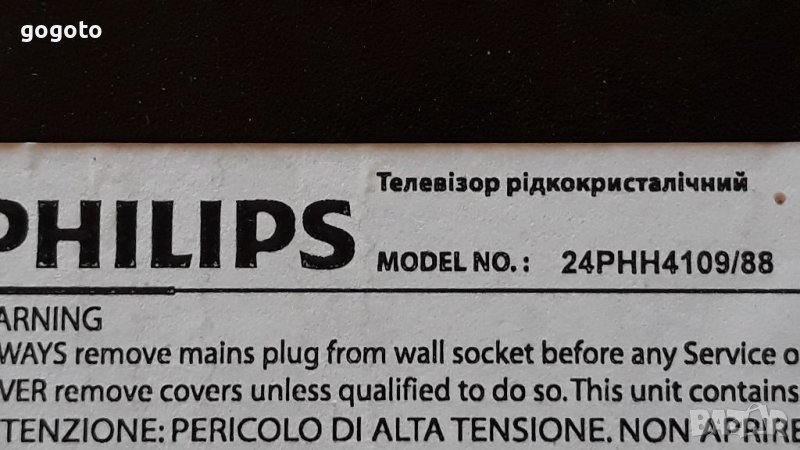 gogoto
PHILIPS
Телевізор рідкокристалічний
MODEL NO.: 24PHH4109/88
ARNING
WAYS remove mains plug from wall socket before any Service o
VER remove covers unless qualified to do so. This unit contains
TENZIONE: PERICOLO DI ALTA TENSIONE. NON APRIRE
BAZAR